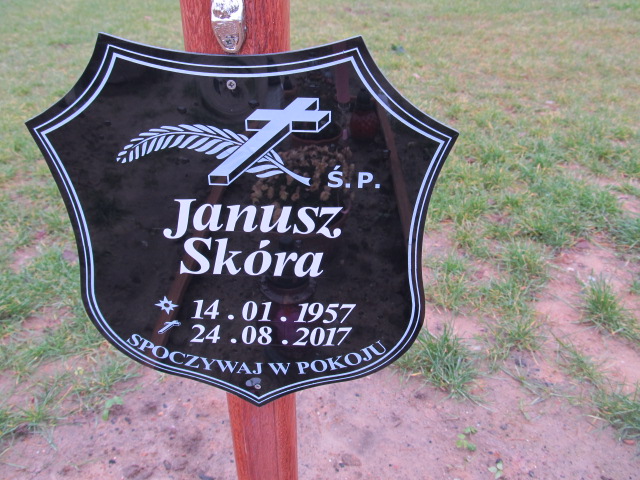 Ś.P.
Janusz
Skóra
14.01.1957
24.08.2017
SPOCZYWAJ W POKOJU